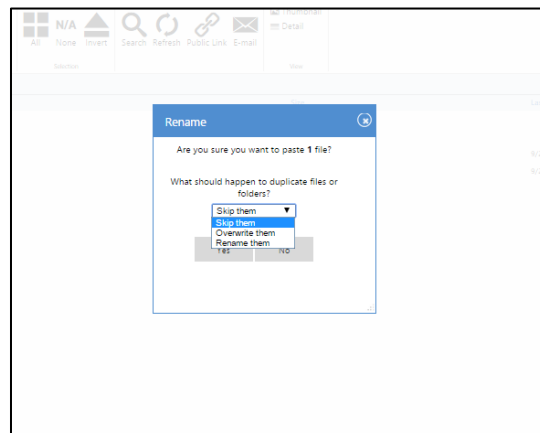 Thumbnail
N/A
Detail
All None Invert Search Refresh Public Link E-mail
View
Rename
Are you sure you want to paste 1 file?
What should happen to duplicate files or
folders?
Skip them
Skip them
Overwrite them
Rename them
Yes No